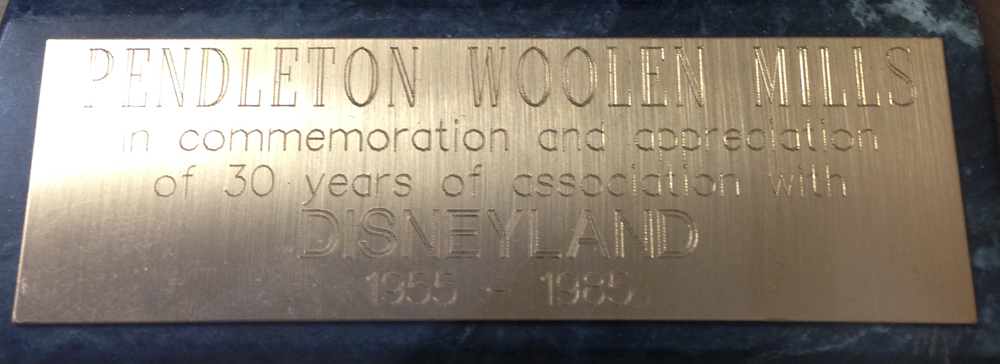 PENDLETON WOOLEN MILLS
in commemoration and appreciation
of 30 years of association with
DISNEYLAND
1955 - 1985